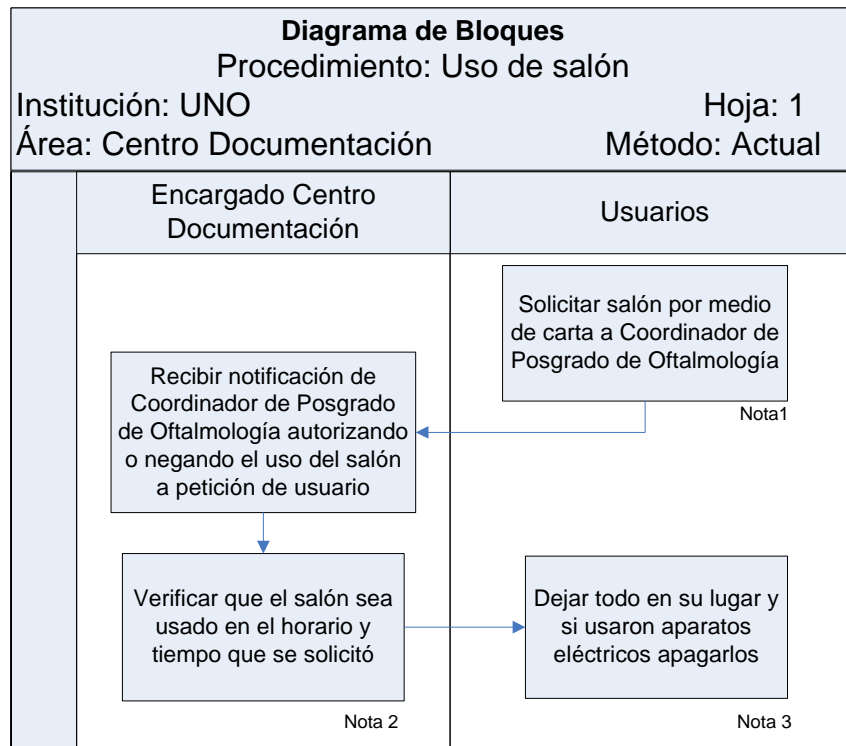 Diagrama de Bloques
Procedimiento: Uso de salón
Institución: UNO Hoja: 1
Área: Centro Documentación Método: Actual
Encargado Centro
Documentación
Usuarios
Solicitar salón por medio
de carta a Coordinador de
Posgrado de Oftalmología
Nota1
Recibir notificación de
Coordinador de Posgrado
de Oftalmología autorizando
o negando el uso del salón
a petición de usuario
Verificar que el salón sea
usado en el horario y
tiempo que se solicitó
Nota 2
Dejar todo en su lugar y
si usaron aparatos
eléctricos apagarlos
Nota 3